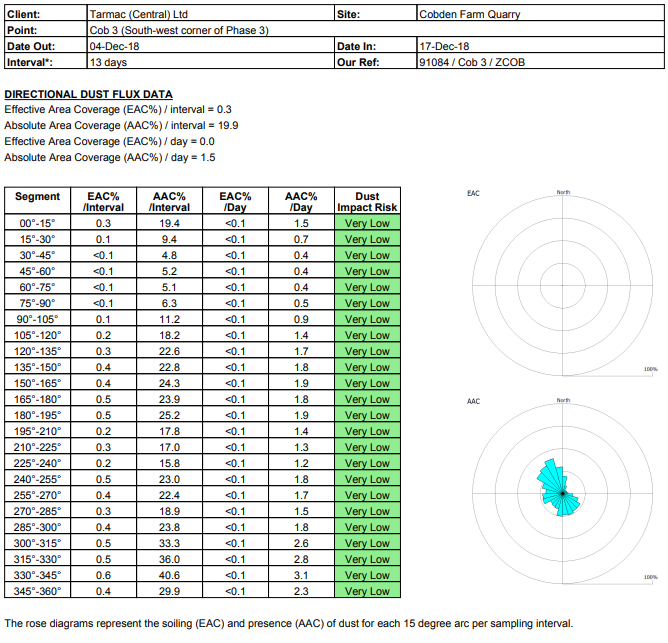 Client: Tarmac (Central) Ltd Site: Cobden Farm Quarry
Point: Cob 3 (South-west corner of Phase 3)
Date Out: 04-Dec-18 Date In: 17-Dec-18
Interval*: 13 days Our Ref: 91084 / Cob 3 / ZCOB
DIRECTIONAL DUST FLUX DATA
Effective Area Coverage (EAC%) / interval = 0.3
Absolute Area Coverage (AAC%) / interval = 19.9
Effective Area Coverage (EAC%) / day = 0.0
Absolute Area Coverage (AAC%) / day = 1.5
Segment EAC% /Interval AAC% /Interval EAC% /Day AAC% /Day Dust Impact Risk
00°-15° 0.3 19.4 <0.1 1.5 Very Low
15°-30° 0.1 9.4 <0.1 0.7 Very Low
30°-45° <0.1 4.8 <0.1 0.4 Very Low
45°-60° <0.1 5.2 <0.1 0.4 Very Low
60°-75° <0.1 5.1 <0.1 0.4 Very Low
75°-90° <0.1 6.3 <0.1 0.5 Very Low
90°-105° 0.1 11.2 <0.1 0.9 Very Low
105°-120° 0.2 18.2 <0.1 1.4 Very Low
120°-135° 0.3 22.6 <0.1 1.7 Very Low
135°-150° 0.4 22.8 <0.1 1.8 Very Low
150°-165° 0.4 24.3 <0.1 1.9 Very Low
165°-180° 0.5 23.9 <0.1 1.8 Very Low
180°-195° 0.5 25.2 <0.1 1.9 Very Low
195°-210° 0.2 17.8 <0.1 1.4 Very Low
210°-225° 0.3 17.0 <0.1 1.3 Very Low
225°-240° 0.2 15.8 <0.1 1.2 Very Low
240°-255° 0.5 23.0 <0.1 1.8 Very Low
255°-270° 0.4 22.4 <0.1 1.7 Very Low
270°-285° 0.3 18.9 <0.1 1.5 Very Low
285°-300° 0.4 23.8 <0.1 1.8 Very Low
300°-315° 0.5 33.3 <0.1 2.6 Very Low
315°-330° 0.5 36.0 <0.1 2.8 Very Low
330°-345° 0.6 40.6 <0.1 3.1 Very Low
345°-360° 0.4 29.9 <0.1 2.3 Very Low
EAC North
100%
AAC North
100%
The rose diagrams represent the soiling (EAC) and presence (AAC) of dust for each 15 degree arc per sampling interval.